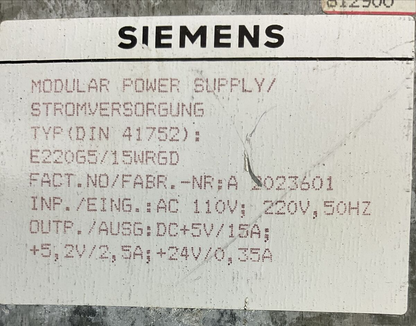 812900
SIEMENS
MODULAR POWER SUPPLY/
STROMVERSORGUNG
TYP(DIN 41752):
E220G5/15WRGD
FACT.NO/FABR.-NR:A 2023601
INP./EING.:AC 110V; 220V,50HZ
OUTP./AUSG:DC+5V/15A;
+5,2V/2,5A;+24V/0,35A